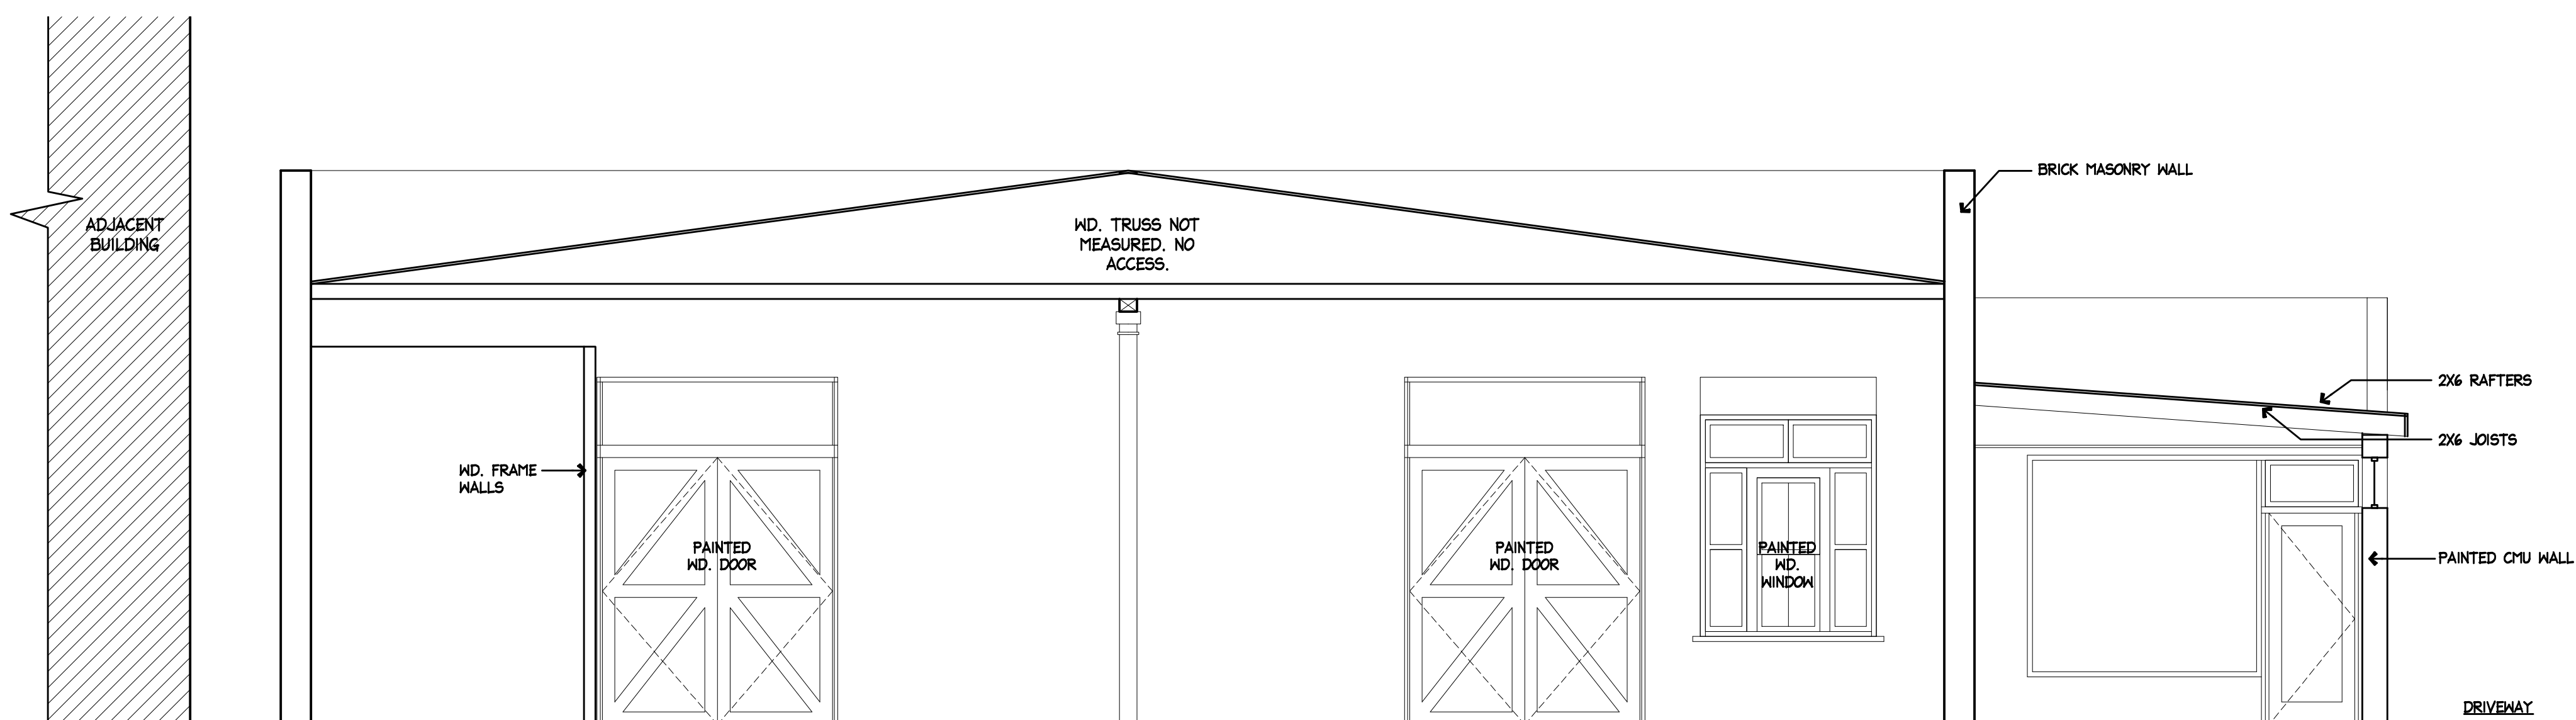 BRICK MASONRY WALL
ADJACENT
BUILDING
WD. TRUSS NOT
MEASURED. NO
ACCESS.
2X6 RAFTERS
2X6 JOISTS
WD. FRAME
WALLS
PAINTED
WD. DOOR
PAINTED
WD. DOOR
PAINTED
WD.
WINDOW
PAINTED CMU WALL
DRIVEWAY